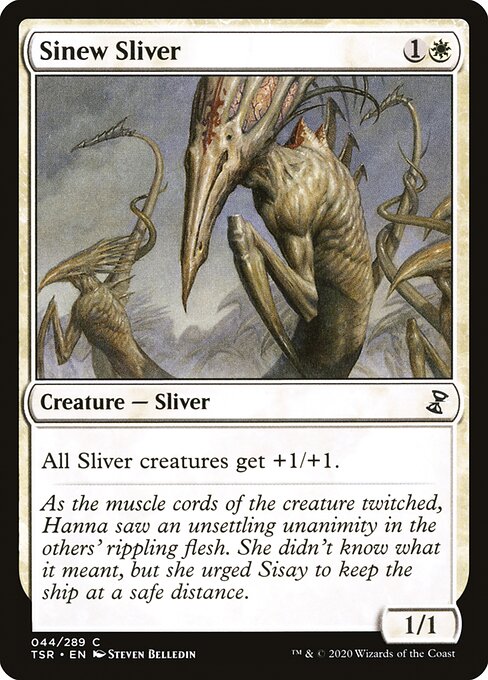 Sinew Sliver 1
Creature — Sliver
All Sliver creatures get +1/+1.
As the muscle cords of the creature twitched,
Hanna saw an unsettling unanimity in the
others' rippling flesh. She didn't know what
it meant, but she urged Sisay to keep the
ship at a safe distance.
1/1
044/289 C
TSR • EN Steven Belledin
™ & © 2020 Wizards of the Coast